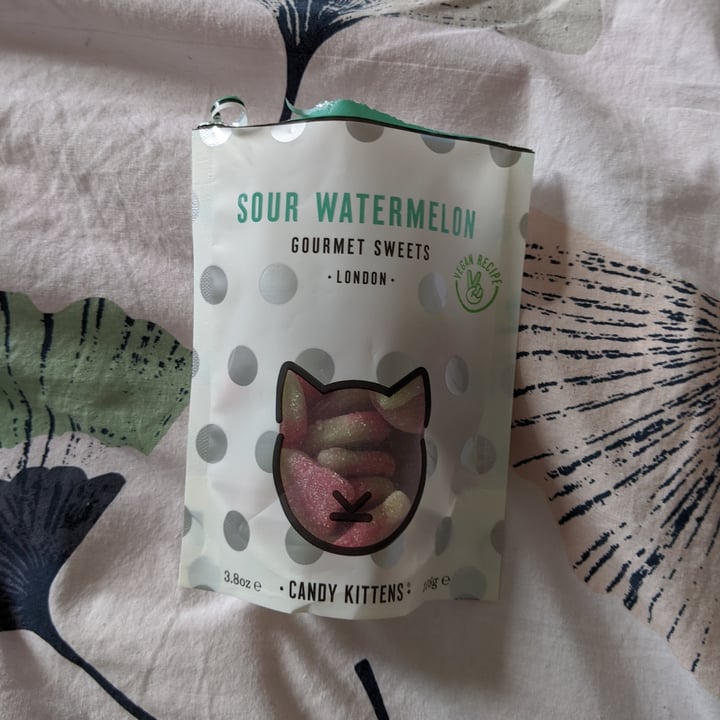 SOUR WATERMELON
GOURMET SWEETS
·LONDON·
VEGAN RECIPE
3.8oz e
·CANDY KITTENS®
e